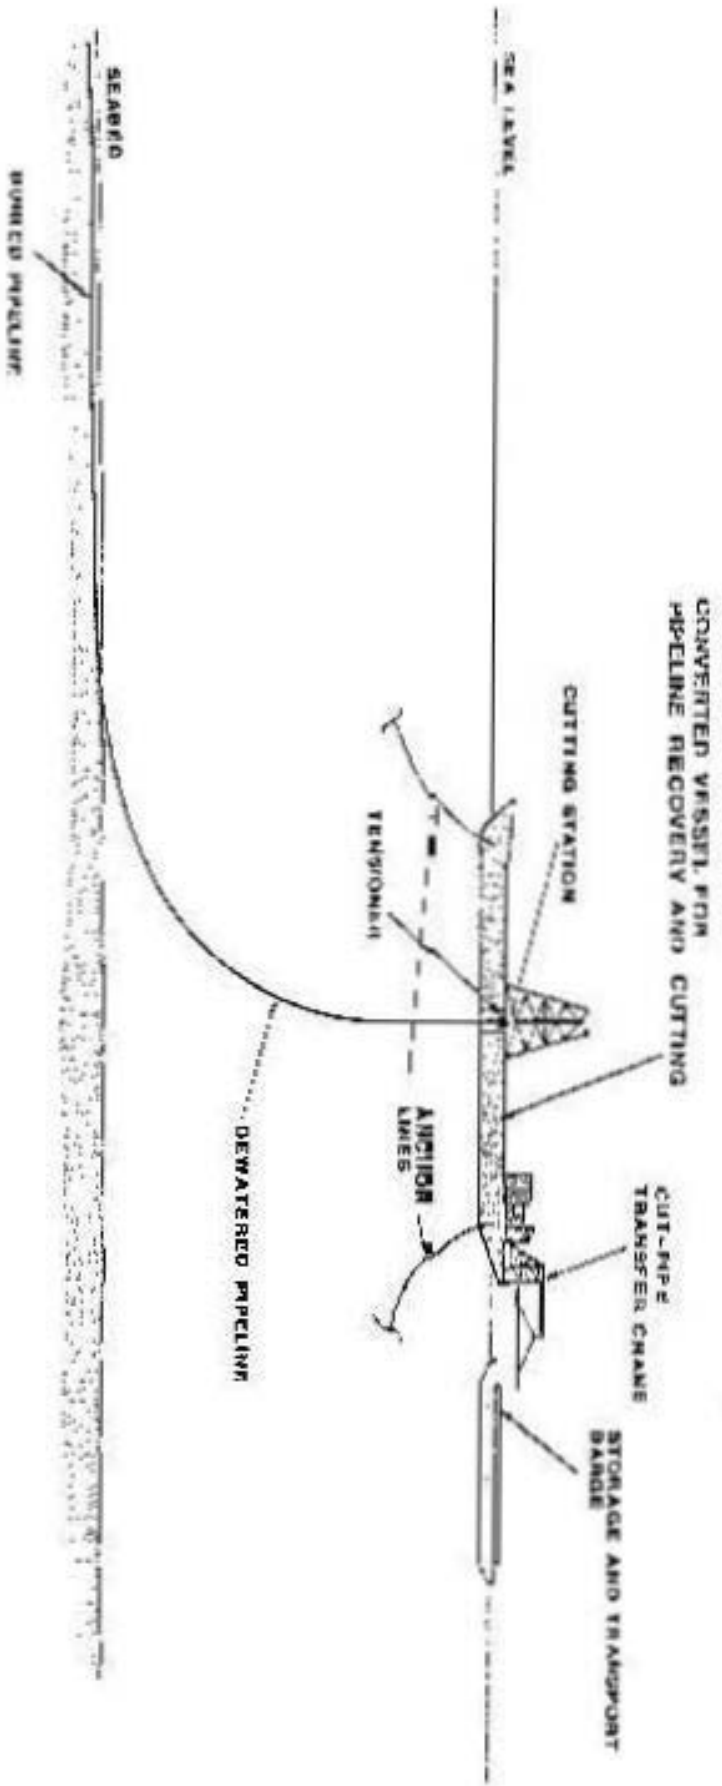 CONVERTED VESSEL FOR
PIPELINE RECOVERY AND CUTTING
CUT-PIPE
TRANSFER CRANE
STORAGE AND TRANSPORT
BARGE
CUTTING STATION
SEA LEVEL
TENSIONER
ANCHOR
LINES
DEWATERED PIPELINE
SEABED
BURIED PIPELINE